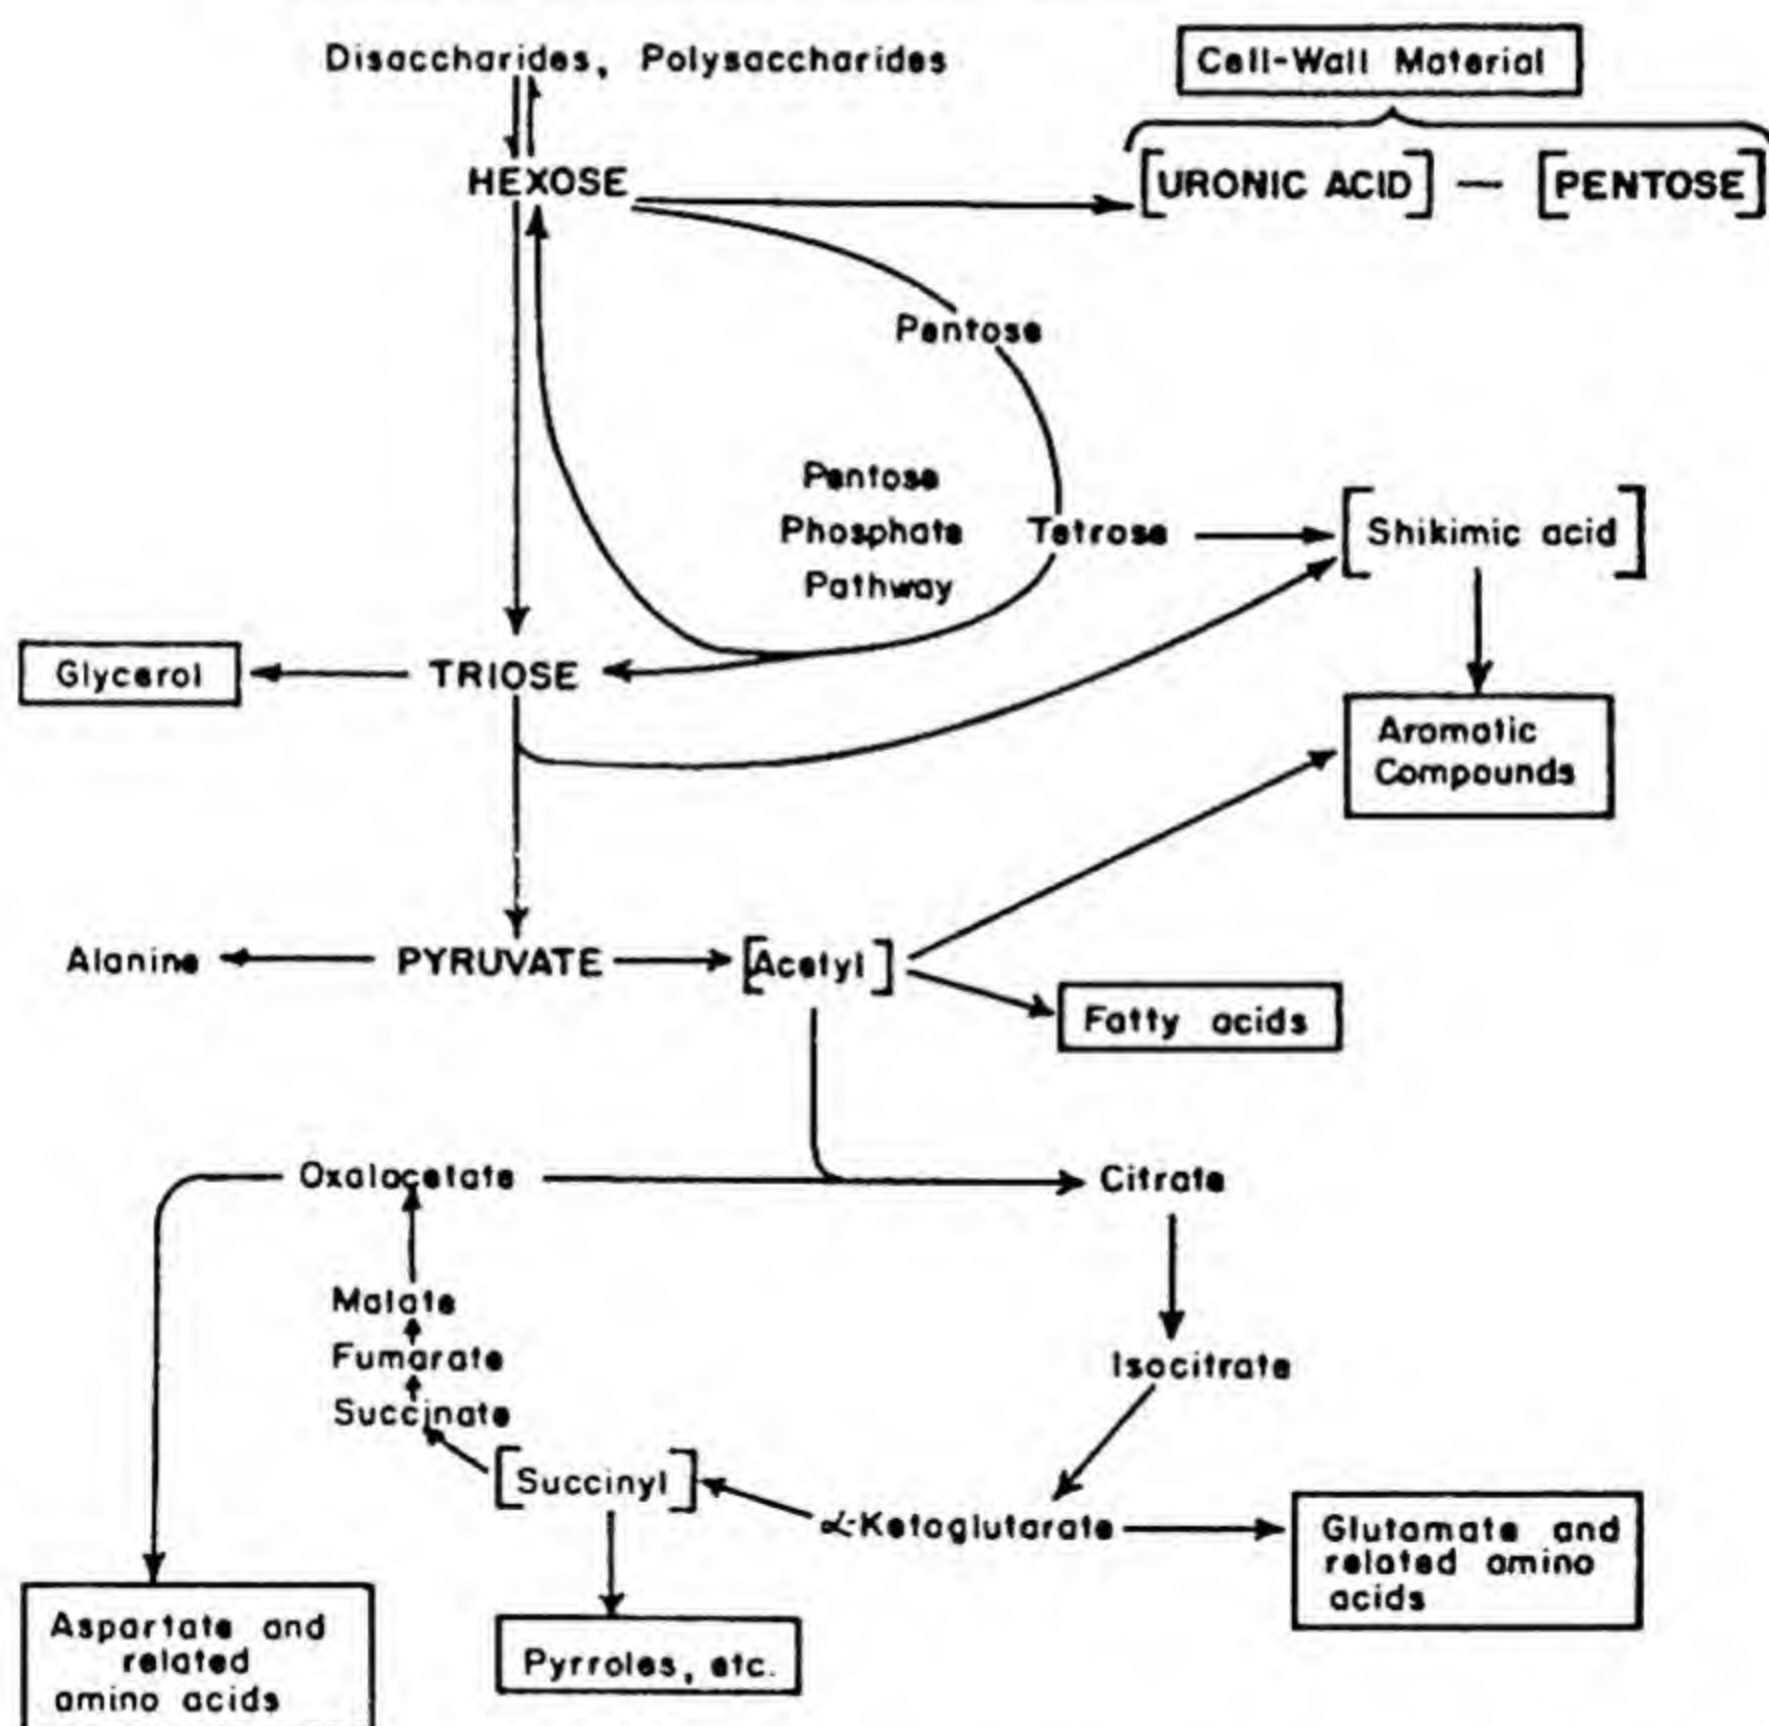 Disaccharides, Polysaccharides
Cell-Wall Material
HEXOSE
[URONIC ACID] — [PENTOSE]
Pentose
Pentose
Phosphate
Pathway
Tetrose
[Shikimic acid]
Glycerol
TRIOSE
Aromatic
Compounds
Alanine
PYRUVATE
[Acetyl]
Fatty acids
Oxaloacetate
Citrate
Malate
Fumarate
Succinate
Isocitrate
[Succinyl]
α-Ketoglutarate
Glutamate and
related amino
acids
Aspartate and
related
amino acids
Pyrroles, etc.